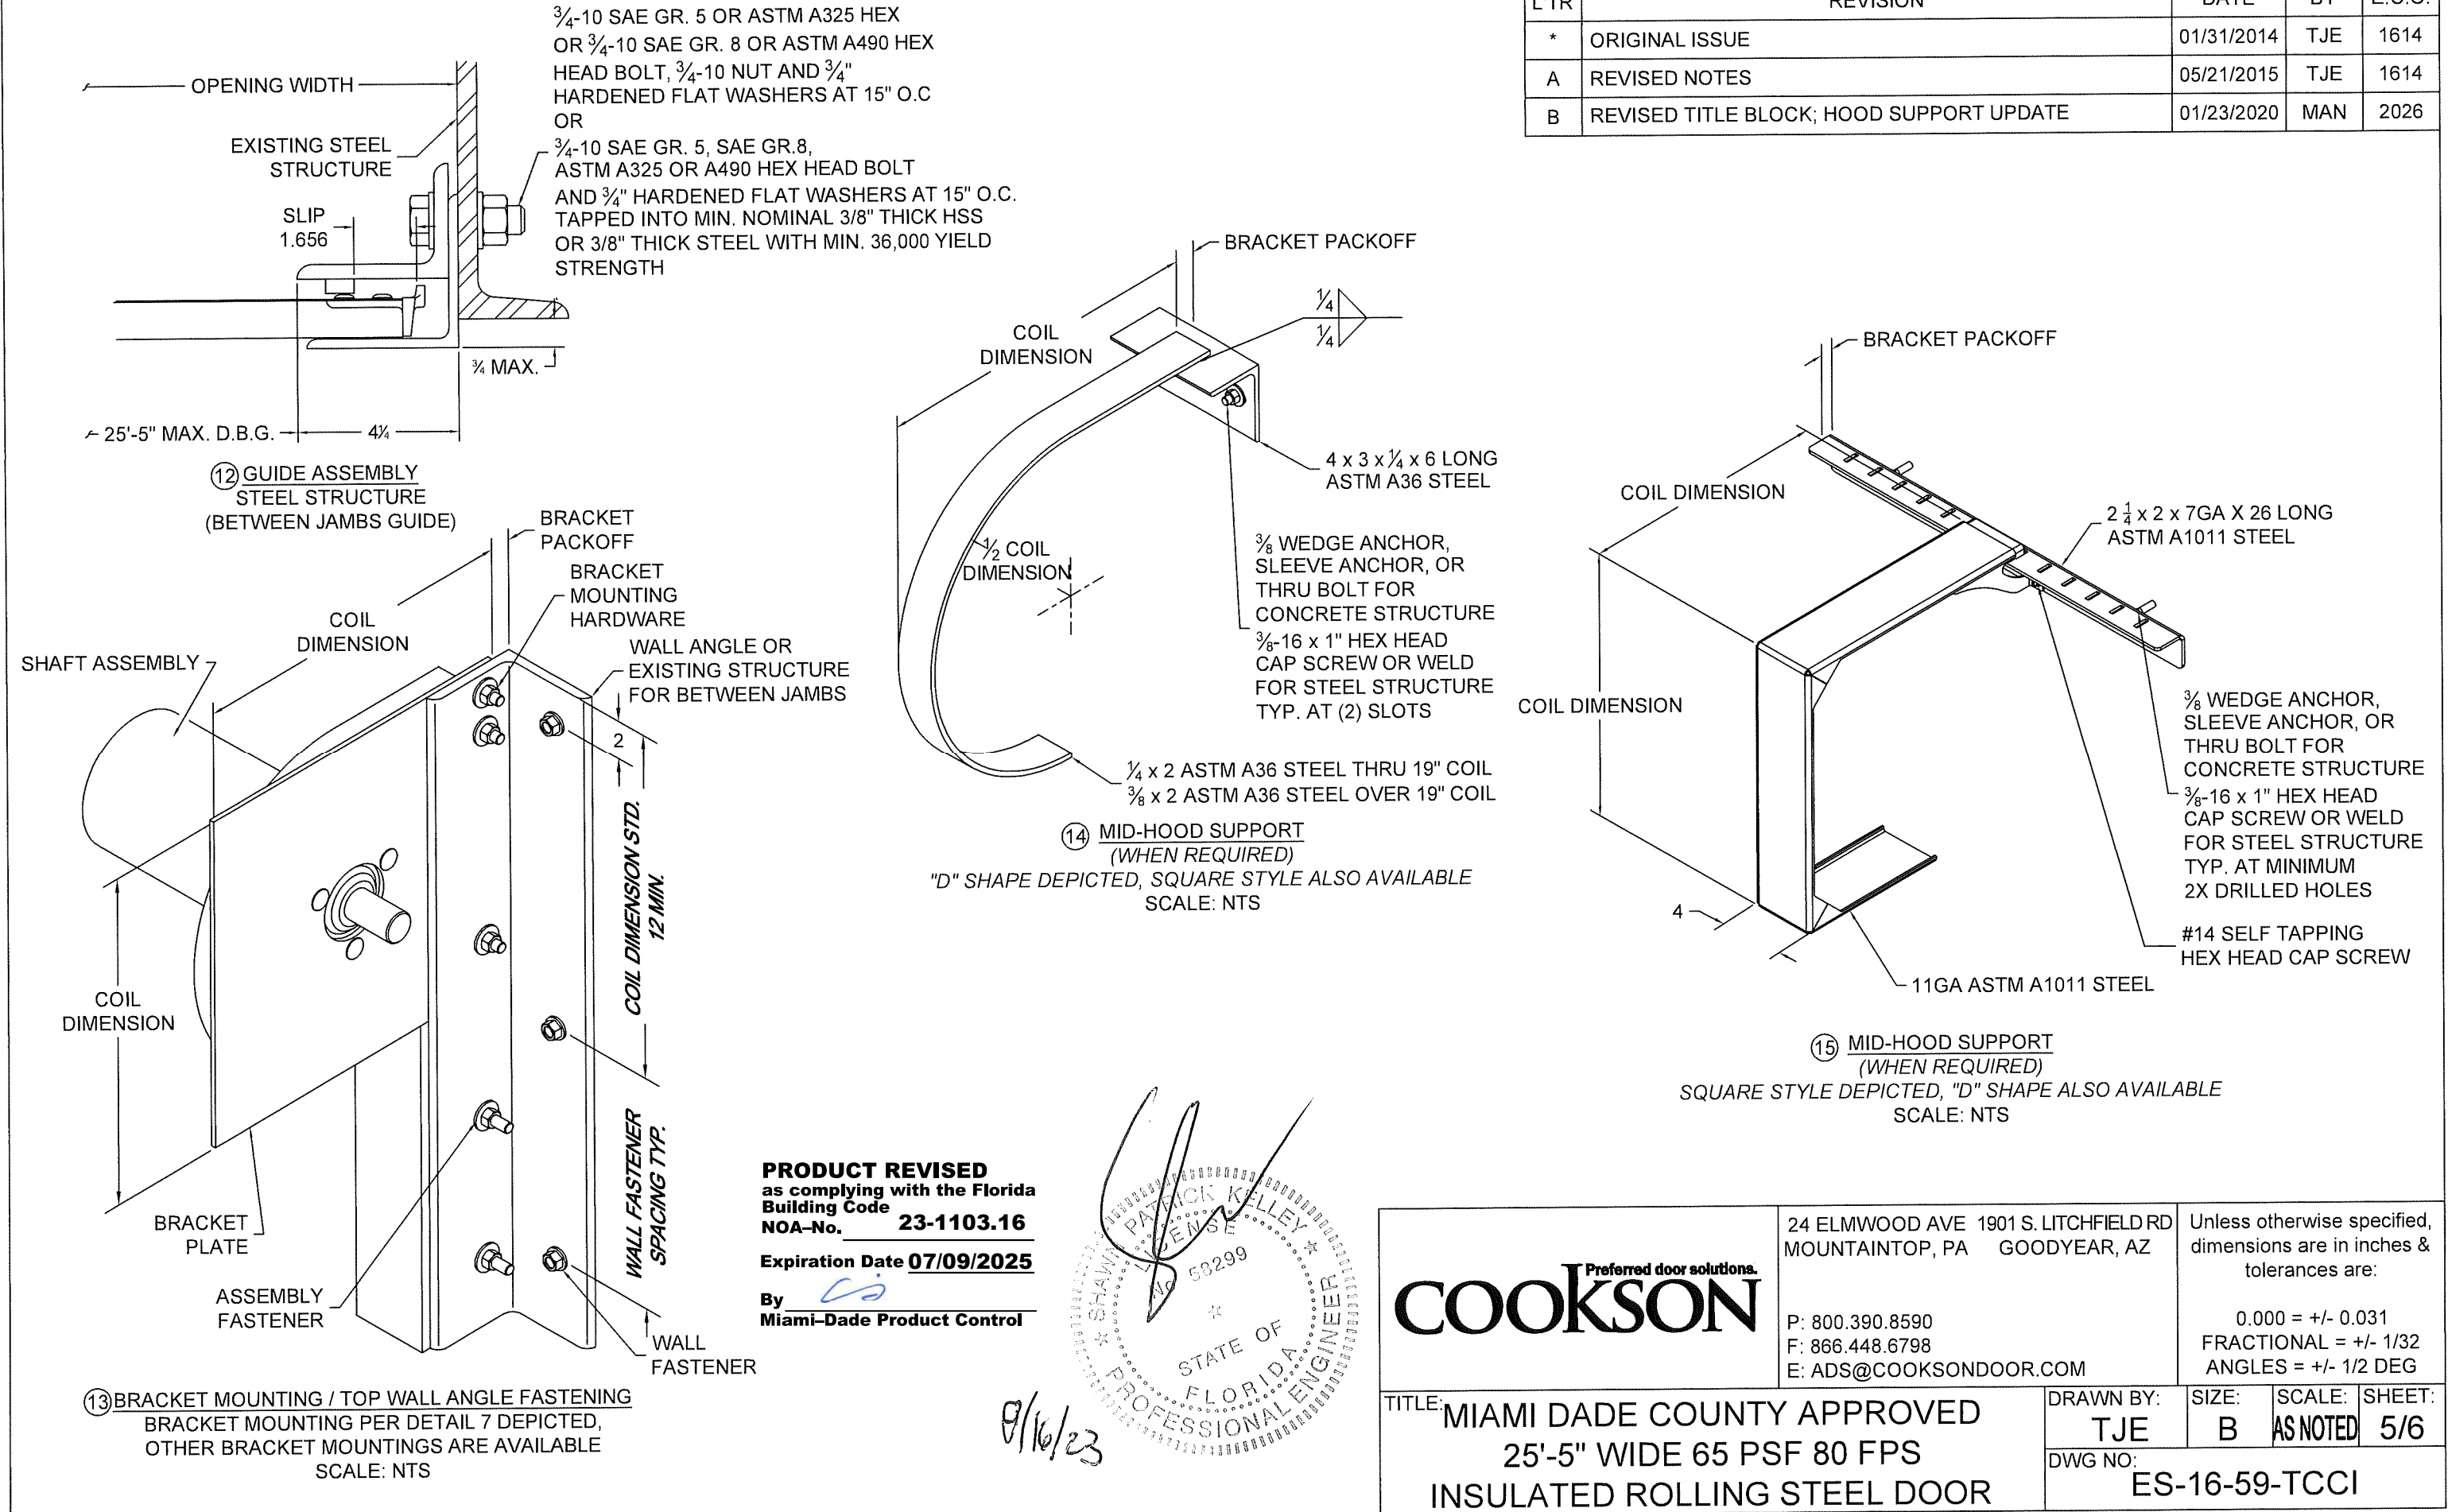 ¾-10 SAE GR. 5 OR ASTM A325 HEX
OR ¾-10 SAE GR. 8 OR ASTM A490 HEX
HEAD BOLT, ¾-10 NUT AND ¾"
HARDENED FLAT WASHERS AT 15" O.C
OR
¾-10 SAE GR. 5, SAE GR.8,
ASTM A325 OR A490 HEX HEAD BOLT
AND ¾" HARDENED FLAT WASHERS AT 15" O.C.
TAPPED INTO MIN. NOMINAL 3/8" THICK HSS
OR 3/8" THICK STEEL WITH MIN. 36,000 YIELD
STRENGTH
OPENING WIDTH
EXISTING STEEL
STRUCTURE
SLIP
1.656
¾ MAX.
25'-5" MAX. D.B.G.
4¼
12 GUIDE ASSEMBLY
STEEL STRUCTURE
(BETWEEN JAMBS GUIDE)
L'TR REVISION DATE BY E.C.O.
* ORIGINAL ISSUE 01/31/2014 TJE 1614
A REVISED NOTES 05/21/2015 TJE 1614
B REVISED TITLE BLOCK; HOOD SUPPORT UPDATE 01/23/2020 MAN 2026
BRACKET
PACKOFF
BRACKET
MOUNTING
HARDWARE
COIL
DIMENSION
SHAFT ASSEMBLY
WALL ANGLE OR
EXISTING STRUCTURE
FOR BETWEEN JAMBS
2
COIL DIMENSION STD.
12 MIN.
WALL FASTENER
SPACING TYP.
COIL
DIMENSION
BRACKET
PLATE
ASSEMBLY
FASTENER
WALL
FASTENER
13 BRACKET MOUNTING / TOP WALL ANGLE FASTENING
BRACKET MOUNTING PER DETAIL 7 DEPICTED,
OTHER BRACKET MOUNTINGS ARE AVAILABLE
SCALE: NTS
BRACKET PACKOFF
COIL
DIMENSION
¼
¼
4 x 3 x ¼ x 6 LONG
ASTM A36 STEEL
½ COIL
DIMENSION
⅜ WEDGE ANCHOR,
SLEEVE ANCHOR, OR
THRU BOLT FOR
CONCRETE STRUCTURE
⅜-16 x 1" HEX HEAD
CAP SCREW OR WELD
FOR STEEL STRUCTURE
TYP. AT (2) SLOTS
¼ x 2 ASTM A36 STEEL THRU 19" COIL
⅜ x 2 ASTM A36 STEEL OVER 19" COIL
14 MID-HOOD SUPPORT
(WHEN REQUIRED)
"D" SHAPE DEPICTED, SQUARE STYLE ALSO AVAILABLE
SCALE: NTS
BRACKET PACKOFF
COIL DIMENSION
2 ¼ x 2 x 7GA X 26 LONG
ASTM A1011 STEEL
COIL DIMENSION
⅜ WEDGE ANCHOR,
SLEEVE ANCHOR, OR
THRU BOLT FOR
CONCRETE STRUCTURE
⅜-16 x 1" HEX HEAD
CAP SCREW OR WELD
FOR STEEL STRUCTURE
TYP. AT MINIMUM
2X DRILLED HOLES
4
#14 SELF TAPPING
HEX HEAD CAP SCREW
11GA ASTM A1011 STEEL
15 MID-HOOD SUPPORT
(WHEN REQUIRED)
SQUARE STYLE DEPICTED, "D" SHAPE ALSO AVAILABLE
SCALE: NTS
PRODUCT REVISED
as complying with the Florida
Building Code
NOA–No. 23-1103.16
Expiration Date 07/09/2025
By
Miami–Dade Product Control
SHAWN PATRICK KELLEY
LICENSE
No 58299
STATE OF
FLORIDA
PROFESSIONAL ENGINEER
/16/23
Preferred door solutions.
COOKSON
24 ELMWOOD AVE 1901 S. LITCHFIELD RD
MOUNTAINTOP, PA GOODYEAR, AZ
P: 800.390.8590
F: 866.448.6798
E: ADS@COOKSONDOOR.COM
Unless otherwise specified,
dimensions are in inches &
tolerances are:
0.000 = +/- 0.031
FRACTIONAL = +/- 1/32
ANGLES = +/- 1/2 DEG
TITLE: MIAMI DADE COUNTY APPROVED
25'-5" WIDE 65 PSF 80 FPS
INSULATED ROLLING STEEL DOOR
DRAWN BY: TJE
SIZE: B
SCALE: AS NOTED
SHEET: 5/6
DWG NO: ES-16-59-TCCI